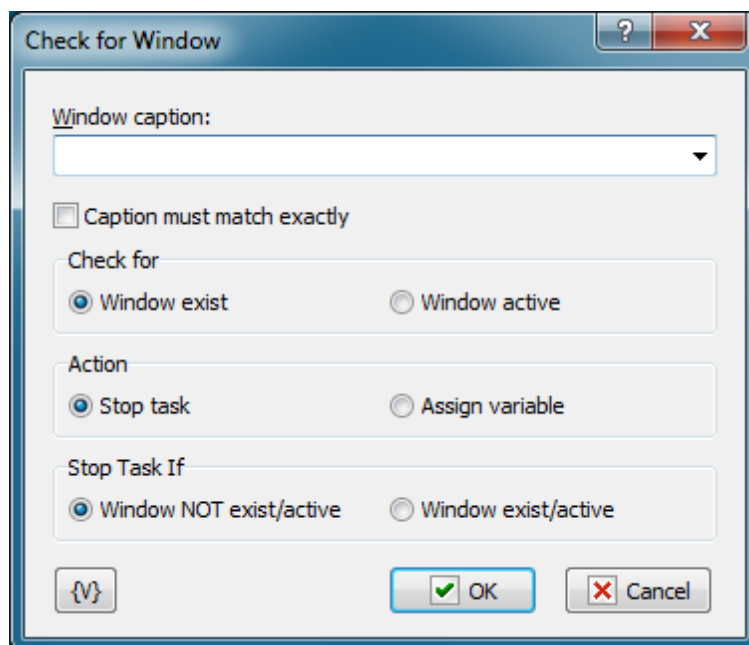 Check for Window
?
Window caption:
Caption must match exactly
Check for
Window exist
Window active
Action
Stop task
Assign variable
Stop Task If
Window NOT exist/active
Window exist/active
{V}
OK
Cancel